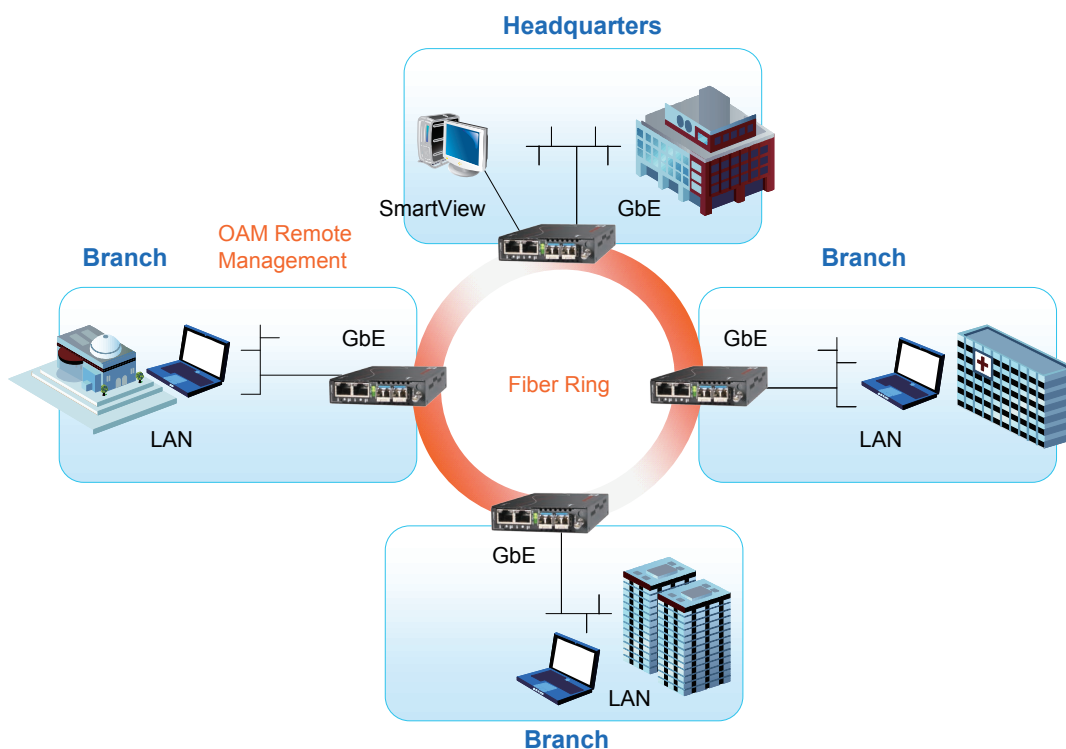 Headquarters
SmartView
GbE
OAM Remote
Management
Branch
Branch
GbE
GbE
Fiber Ring
LAN
LAN
GbE
LAN
Branch